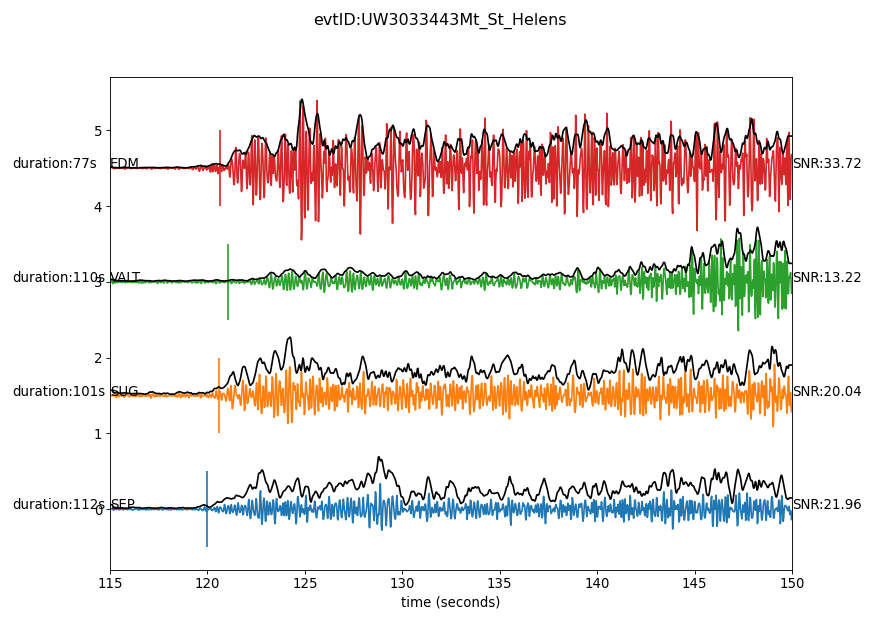 evtID:UW3033443Mt_St_Helens
5
duration:77s EDM SNR:33.72
4
duration:110s VALT SNR:13.22
3
2
duration:101s SUG SNR:20.04
1
duration:112s SEP SNR:21.96
0
115 120 125 130 135 140 145 150
time (seconds)